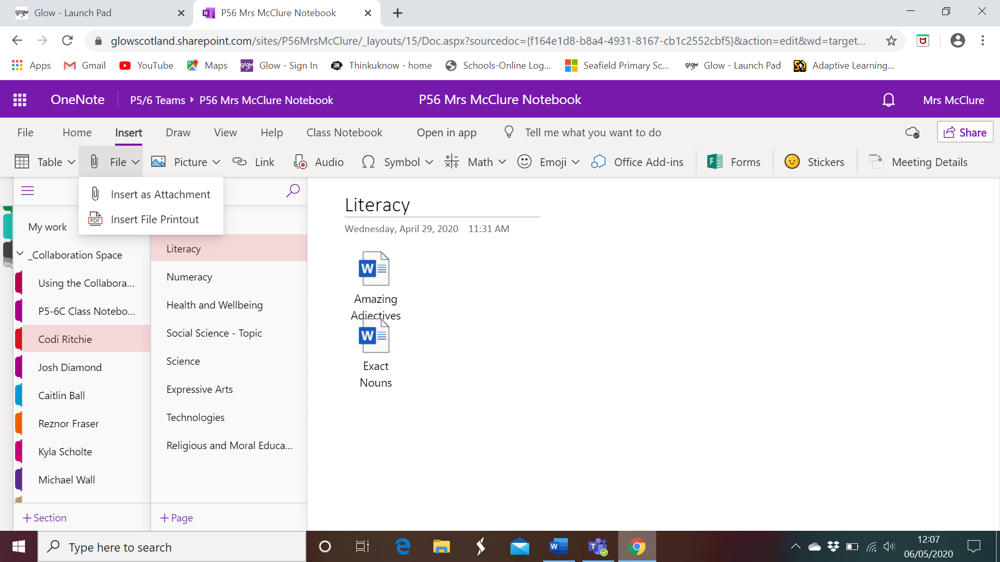 glow Glow - Launch Pad
P56 Mrs McClure Notebook
glowscotland.sharepoint.com/sites/P56MrsMcClure/_layouts/15/Doc.aspx?sourcedoc={f164e1d8-b8a4-4931-8167-cb1c2552cbf5}&action=edit&wd=target...
Apps Gmail YouTube Maps glow Glow - Sign In Thinkuknow - home Schools-Online Log... Seafield Primary Sc... glow Glow - Launch Pad Adaptive Learning...
OneNote P5/6 Teams P56 Mrs McClure Notebook P56 Mrs McClure Notebook Mrs McClure
File Home Insert Draw View Help Class Notebook Open in app Tell me what you want to do Share
Table File Picture Link Audio Symbol Math Emoji Office Add-ins Forms Stickers Meeting Details
Insert as Attachment
PDF Insert File Printout
My work
_Collaboration Space
Using the Collabora...
P5-6C Class Notebo...
Codi Ritchie
Josh Diamond
Caitlin Ball
Reznor Fraser
Kyla Scholte
Michael Wall
+ Section
Literacy
Numeracy
Health and Wellbeing
Social Science - Topic
Science
Expressive Arts
Technologies
Religious and Moral Educa...
+ Page
Literacy
Wednesday, April 29, 2020 11:31 AM
W
Amazing
Adjectives
W
Exact
Nouns
Type here to search
12:07
06/05/2020